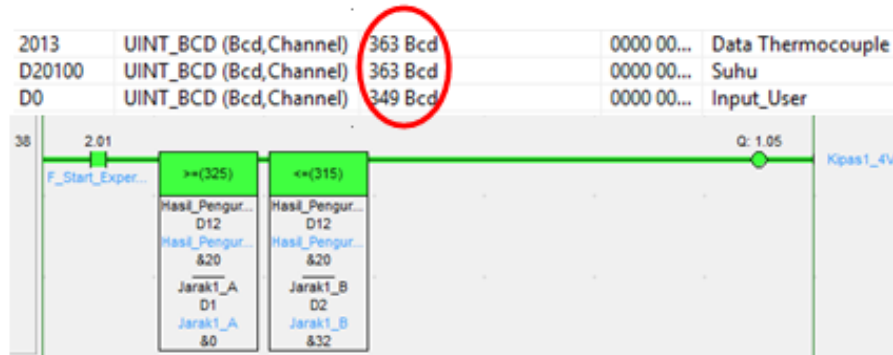 2013 UINT_BCD (Bcd,Channel) 363 Bcd 0000 00... Data Thermocouple
D20100 UINT_BCD (Bcd,Channel) 363 Bcd 0000 00... Suhu
D0 UINT_BCD (Bcd,Channel) 349 Bcd 0000 00... Input_User
38 2.01 Q: 1.05
F_Start_Exper... >=(325) <=(315) Kipas1_4V
Hasil_Pengur... Hasil_Pengur...
D12 D12
Hasil_Pengur... Hasil_Pengur...
&20 &20
Jarak1_A Jarak1_B
D1 D2
Jarak1_A Jarak1_B
&0 &32